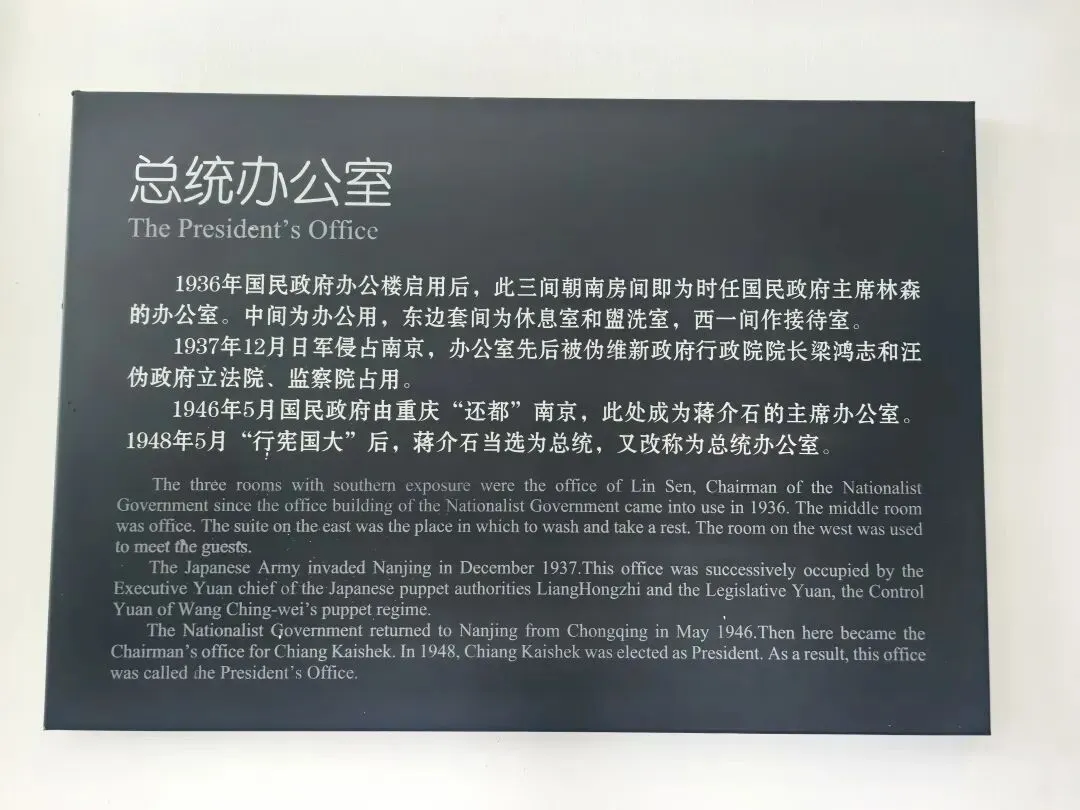 总统办公室
The President's Office
1936年国民政府办公楼启用后，此三间朝南房间即为时任国民政府主席林森
的办公室。中间为办公用，东边套间为休息室和盥洗室，西一间作接待室。
1937年12月日军侵占南京，办公室先后被伪维新政府行政院院长梁鸿志和汪
伪政府立法院、监察院占用。
1946年5月国民政府由重庆“还都”南京，此处成为蒋介石的主席办公室。
1948年5月“行宪国大”后，蒋介石当选为总统，又改称为总统办公室。
The three rooms with southern exposure were the office of Lin Sen, Chairman of the Nationalist
Government since the office building of the Nationalist Government came into use in 1936. The middle room
was office. The suite on the east was the place in which to wash and take a rest. The room on the west was used
to meet the guests.
The Japanese Army invaded Nanjing in December 1937.This office was successively occupied by the
Executive Yuan chief of the Japanese puppet authorities LiangHongzhi and the Legislative Yuan, the Control
Yuan of Wang Ching-wei's puppet regime.
The Nationalist Government returned to Nanjing from Chongqing in May 1946.Then here became the
Chairman's office for Chiang Kaishek. In 1948, Chiang Kaishek was elected as President. As a result, this office
was called the President's Office.